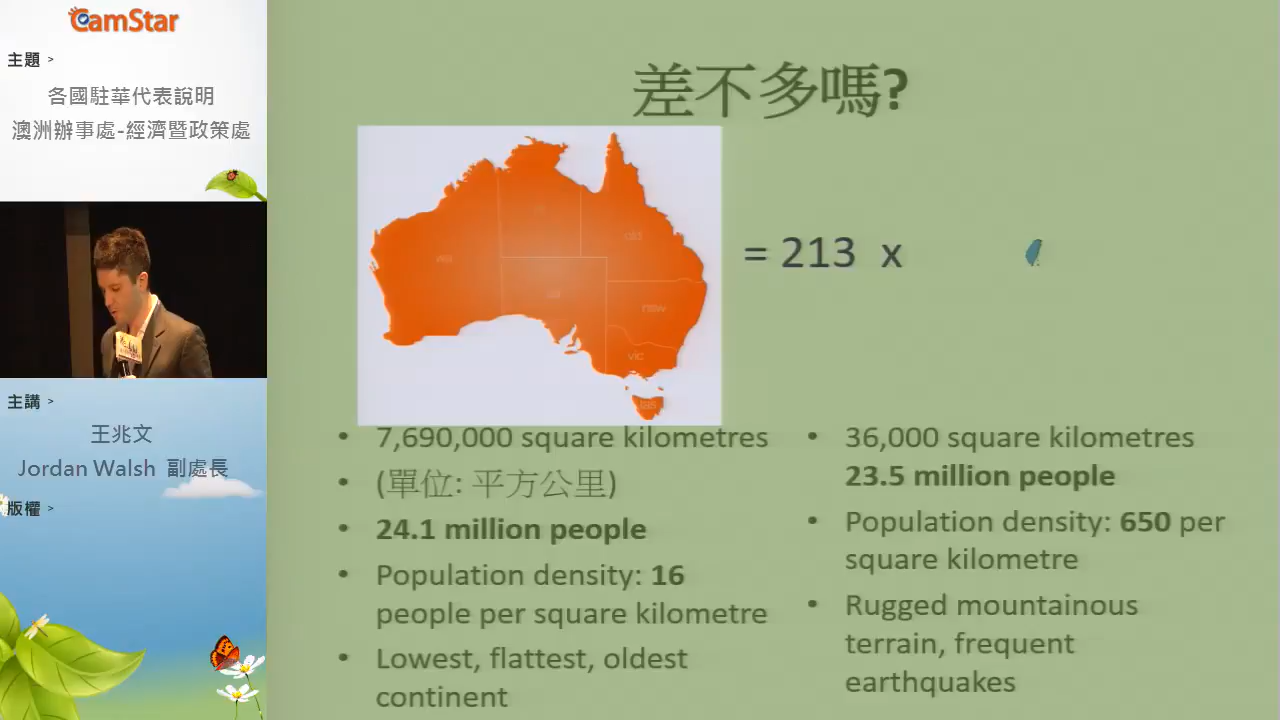 CamStar
主題 >
各國駐華代表說明
澳洲辦事處-經濟暨政策處
主講 >
王兆文
Jordan Walsh 副處長
版權 >
差不多嗎?
qld
nsw
vic
= 213 x
• 7,690,000 square kilometres
• (單位: 平方公里)
• 24.1 million people
• Population density: 16
people per square kilometre
• Lowest, flattest, oldest
continent
• 36,000 square kilometres
23.5 million people
• Population density: 650 per
square kilometre
• Rugged mountainous
terrain, frequent
earthquakes